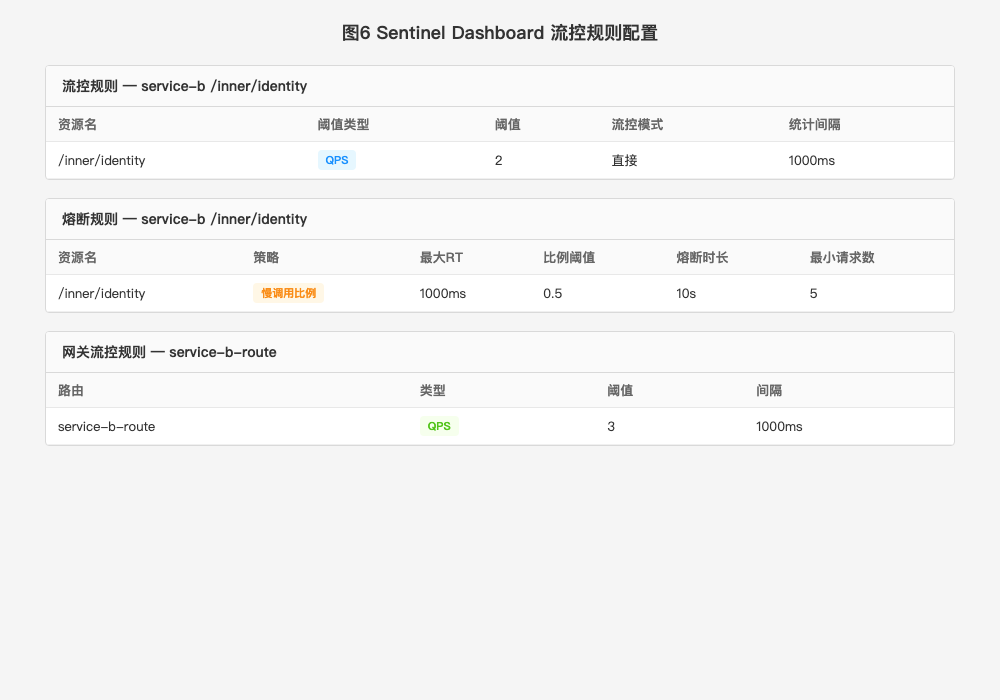 图6 Sentinel Dashboard 流控规则配置
流控规则 — service-b /inner/identity
资源名 阈值类型 阈值 流控模式 统计间隔
/inner/identity QPS 2 直接 1000ms
熔断规则 — service-b /inner/identity
资源名 策略 最大RT 比例阈值 熔断时长 最小请求数
/inner/identity 慢调用比例 1000ms 0.5 10s 5
网关流控规则 — service-b-route
路由 类型 阈值 间隔
service-b-route QPS 3 1000ms